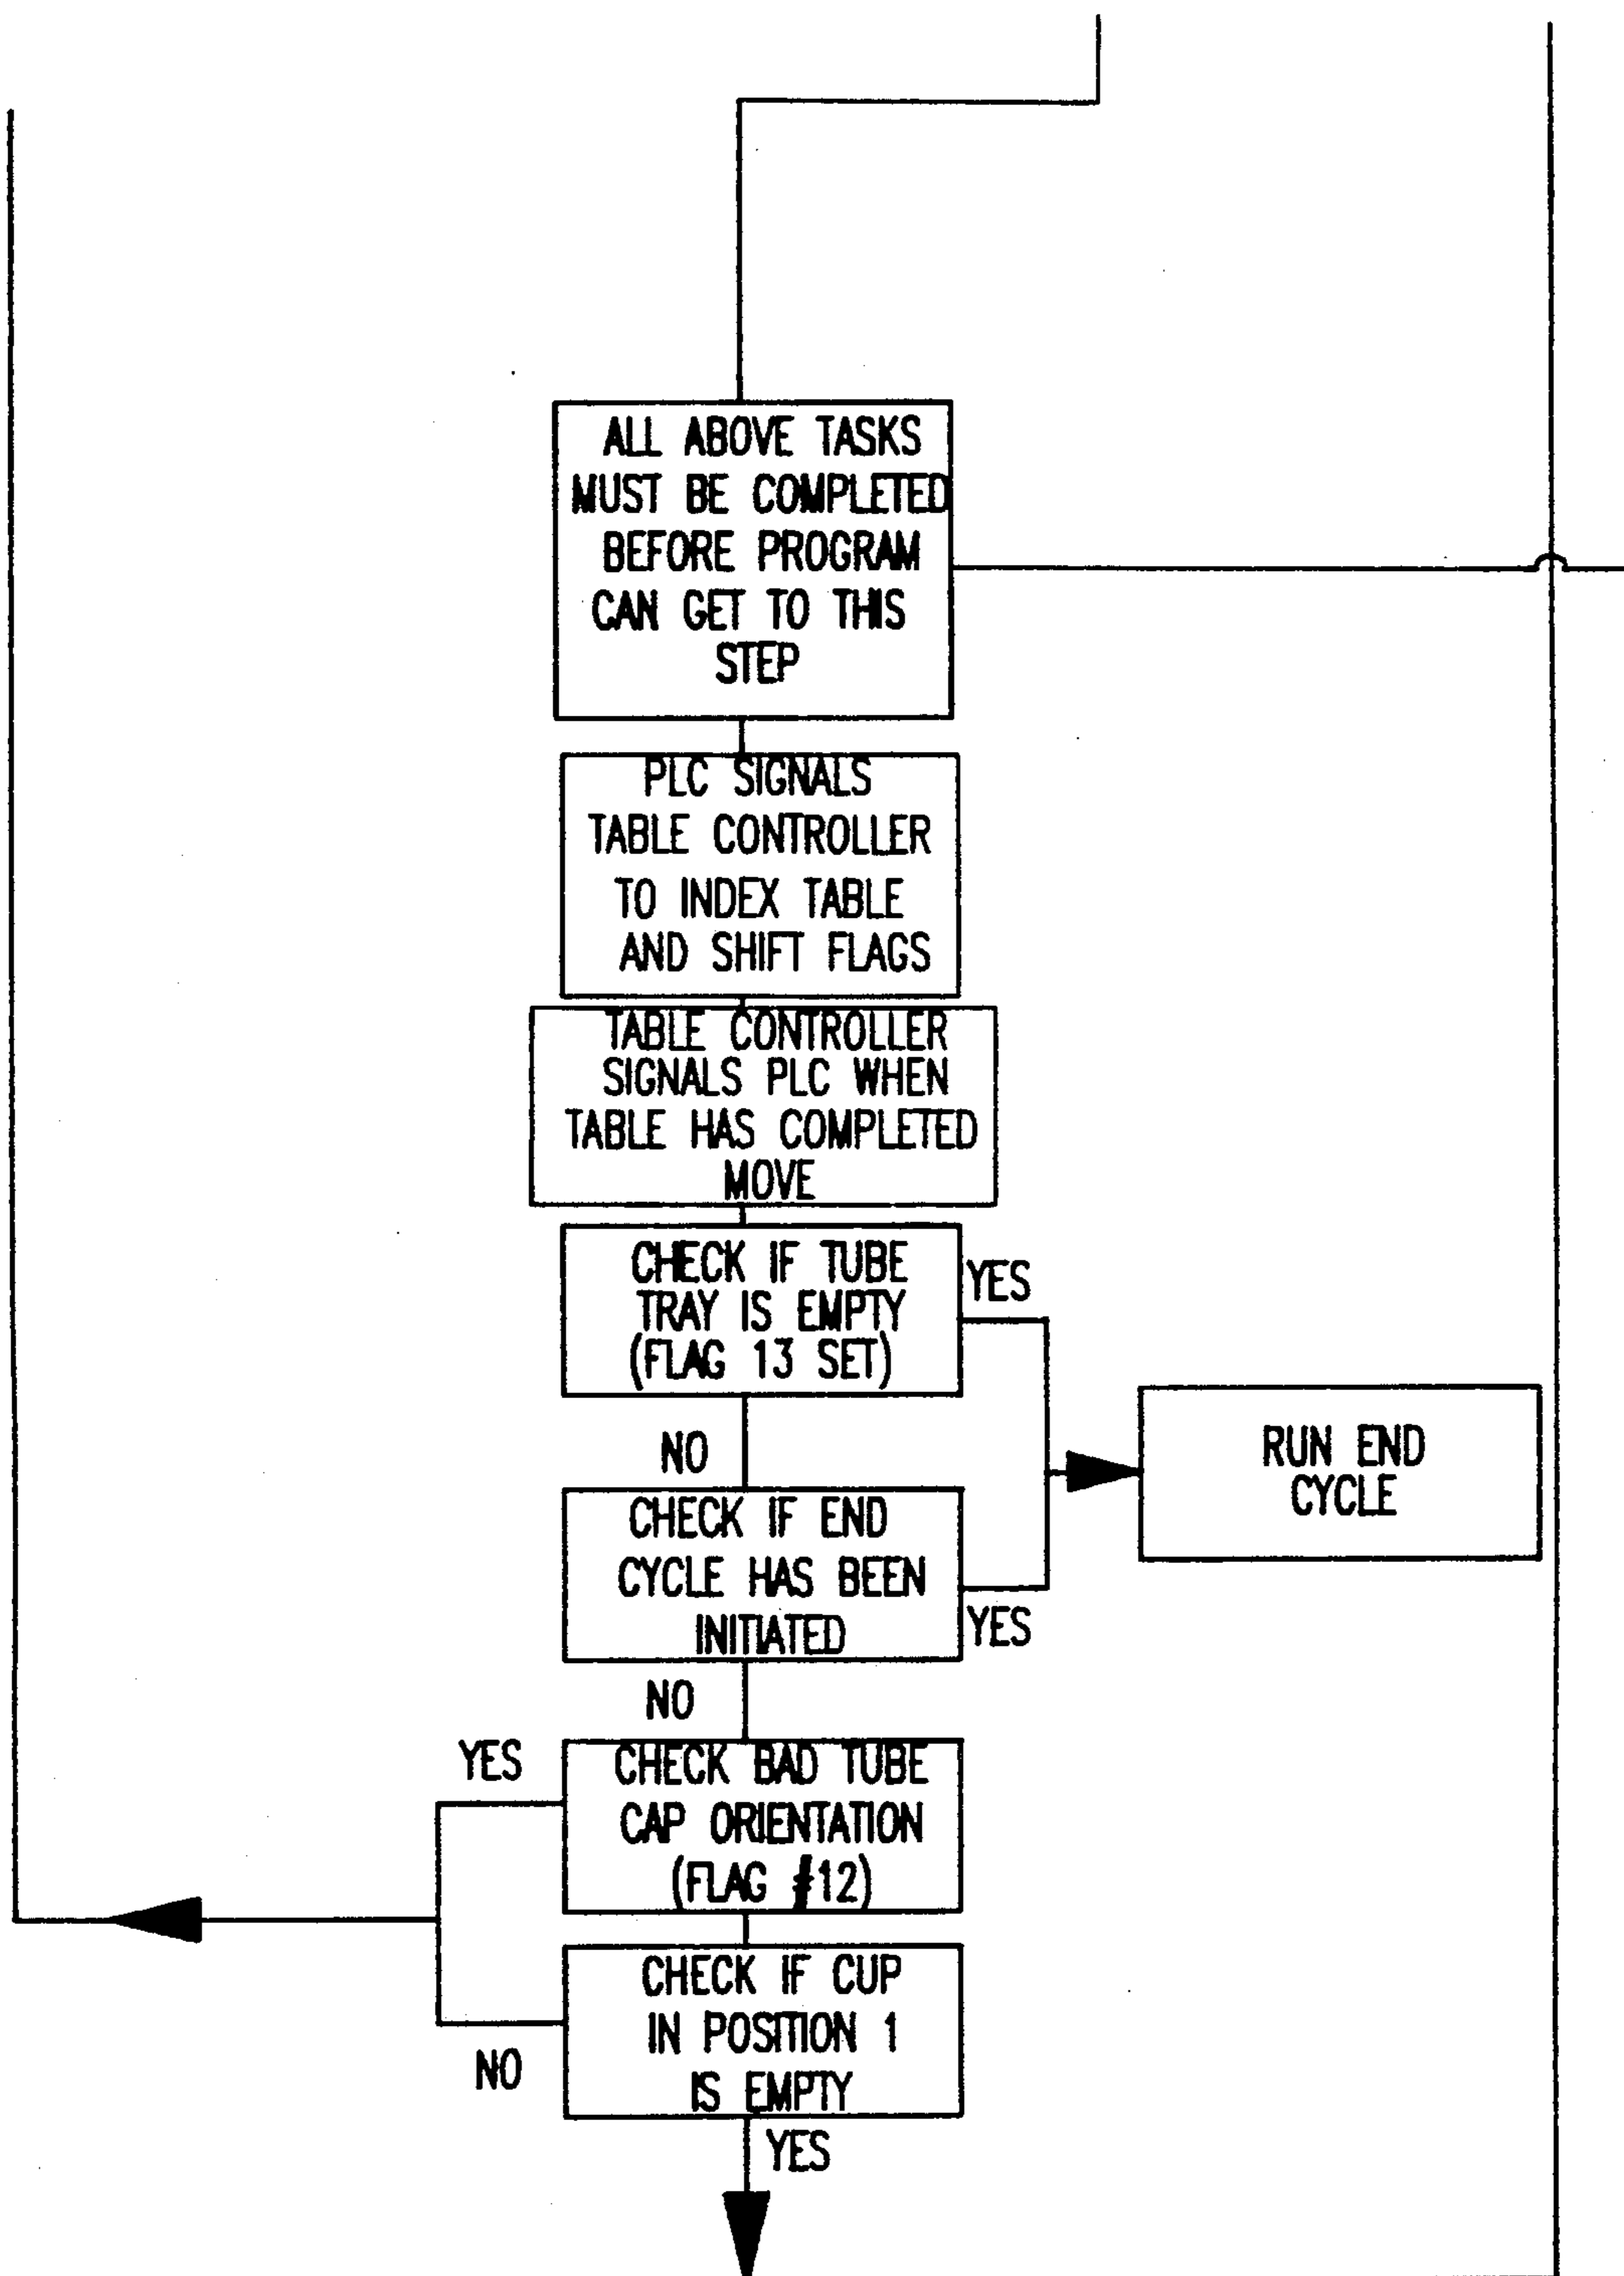 ALL ABOVE TASKS
MUST BE COMPLETED
BEFORE PROGRAM
CAN GET TO THIS
STEP
PLC SIGNALS
TABLE CONTROLLER
TO INDEX TABLE
AND SHIFT FLAGS
TABLE CONTROLLER
SIGNALS PLC WHEN
TABLE HAS COMPLETED
MOVE
CHECK IF TUBE
TRAY IS EMPTY
(FLAG 13 SET)
YES
NO
RUN END
CYCLE
CHECK IF END
CYCLE HAS BEEN
INITIATED
YES
NO
YES
CHECK BAD TUBE
CAP ORIENTATION
(FLAG #12)
CHECK IF CUP
IN POSITION 1
IS EMPTY
NO
YES